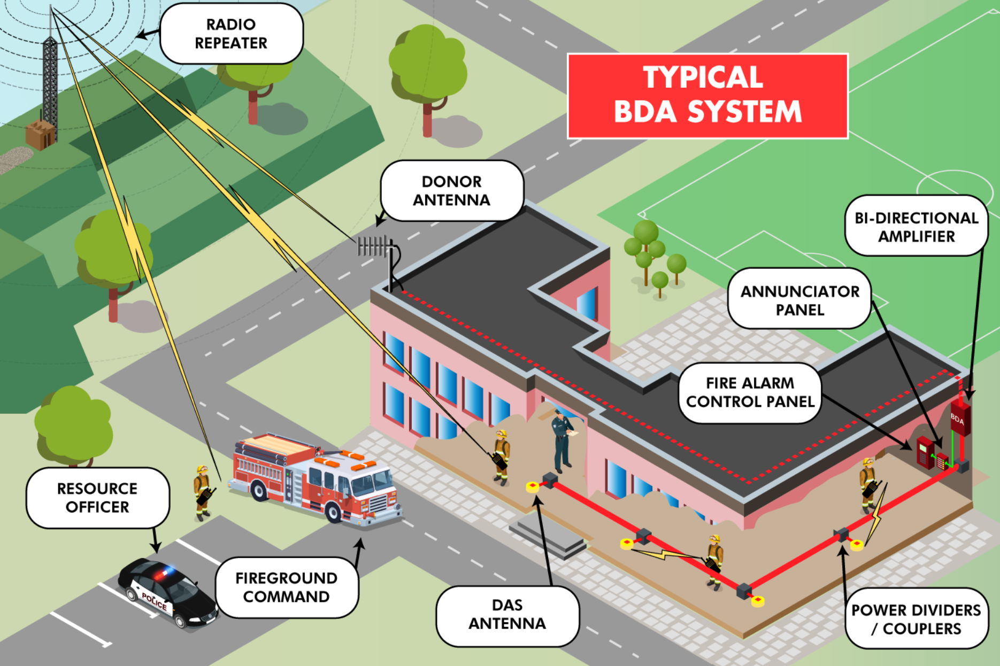 RADIO
REPEATER
TYPICAL
BDA SYSTEM
DONOR
ANTENNA
BI-DIRECTIONAL
AMPLIFIER
ANNUNCIATOR
PANEL
FIRE ALARM
CONTROL PANEL
BDA
RESOURCE
OFFICER
FIREGROUND
COMMAND
POLICE
DAS
ANTENNA
POWER DIVIDERS
/ COUPLERS